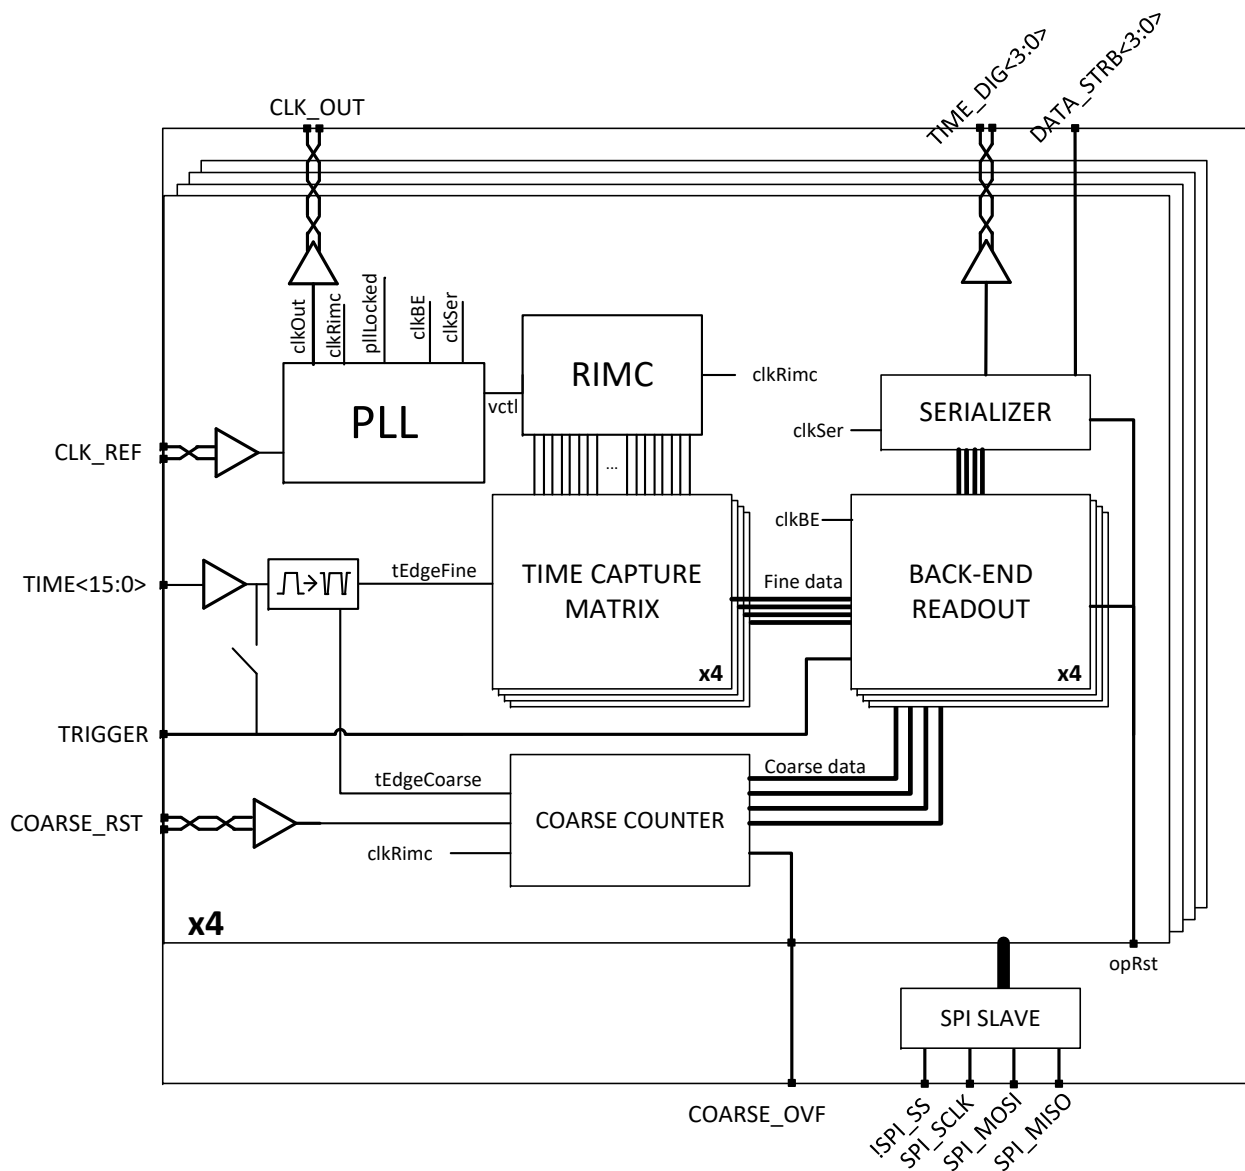 CLK_OUT
TIME_DIG<3:0>
DATA_STRB<3:0>
clkOut
clkRimc
pllLocked
clkBE
clkSer
PLL
vctl
RIMC
clkRimc
SERIALIZER
clkSer
CLK_REF
...
clkBE
TIME<15:0>
tEdgeFine
TIME CAPTURE
MATRIX
x4
Fine data
BACK-END
READOUT
x4
TRIGGER
tEdgeCoarse
Coarse data
COARSE_RST
COARSE COUNTER
clkRimc
x4
opRst
SPI SLAVE
COARSE_OVF
!SPI_SS
SPI_SCLK
SPI_MOSI
SPI_MISO